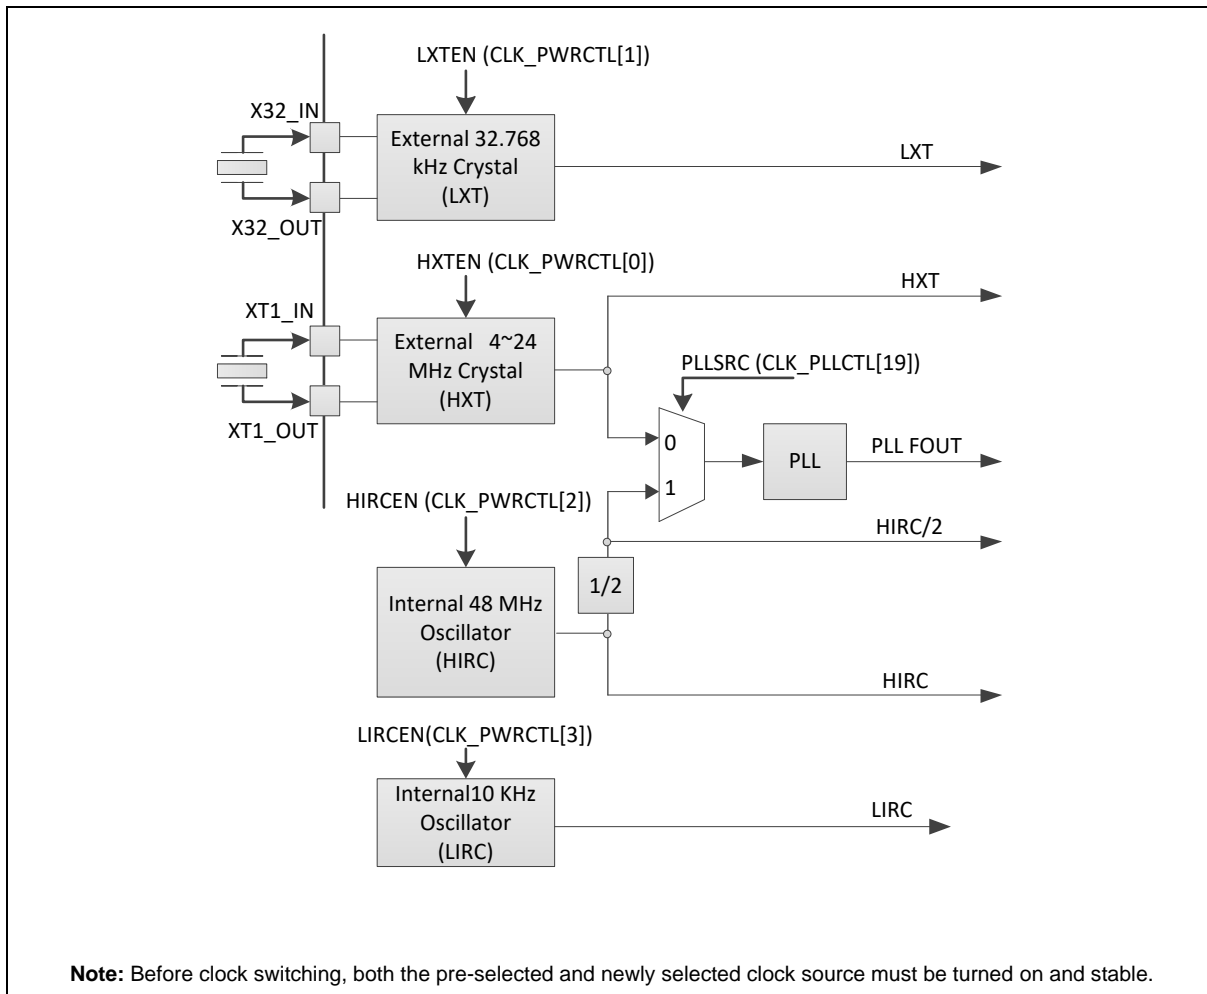 LXTEN (CLK_PWRCTL[1])
X32_IN
External 32.768
kHz Crystal
(LXT)
LXT
X32_OUT
HXTEN (CLK_PWRCTL[0])
HXT
XT1_IN
External 4~24
MHz Crystal
(HXT)
PLLSRC (CLK_PLLCTL[19])
XT1_OUT
0
1
PLL
PLL FOUT
HIRCEN (CLK_PWRCTL[2])
HIRC/2
1/2
Internal 48 MHz
Oscillator
(HIRC)
HIRC
LIRCEN(CLK_PWRCTL[3])
Internal10 KHz
Oscillator
(LIRC)
LIRC
Note: Before clock switching, both the pre-selected and newly selected clock source must be turned on and stable.